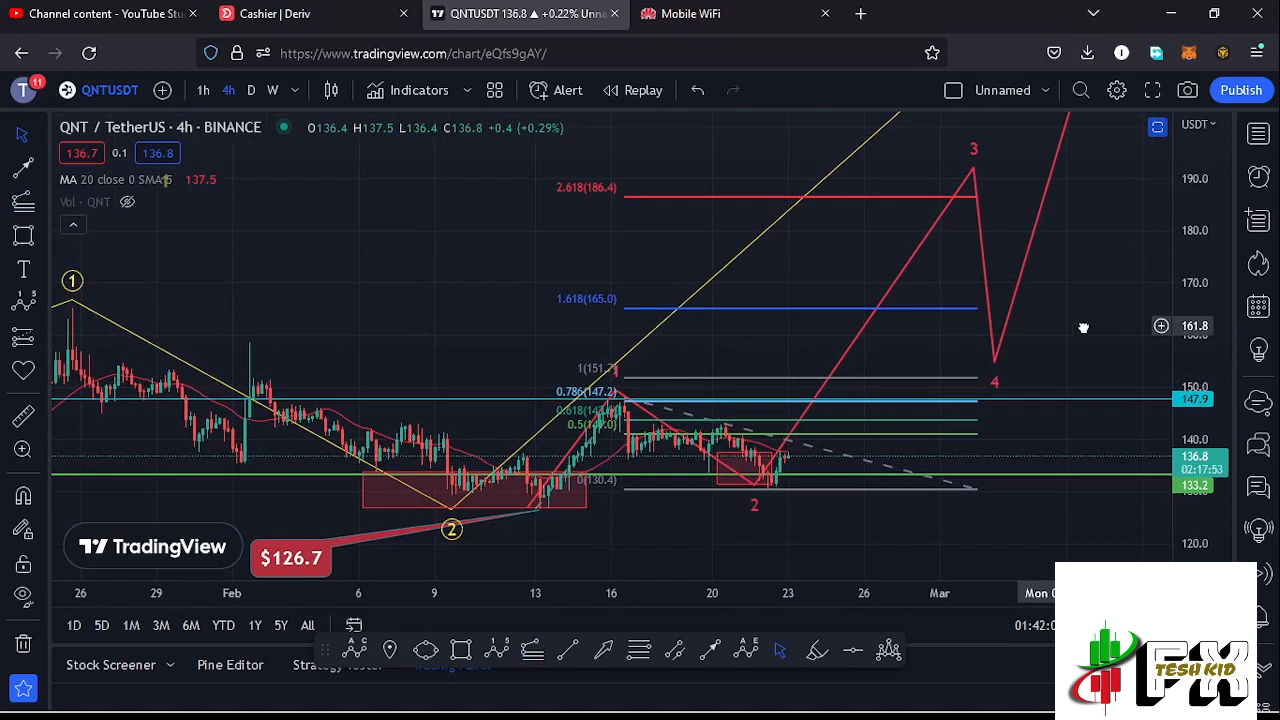 Channel content - YouTube Stu
Cashier | Deriv
QNTUSDT 136.8 ▲ +0.22% Unna
Mobile WiFi
https://www.tradingview.com/chart/eQfs9gAY/
T 11 QNTUSDT 1h 4h D W Indicators Alert Replay Unnamed Publish
QNT / TetherUS · 4h · BINANCE O136.4 H137.5 L136.4 C136.8 +0.4 (+0.29%) USDT
136.7 0.1 136.8
MA 20 close 0 SMA 5 137.5
Vol · QNT
3
2.618(186.4)
1.618(165.0)
1
1(151.7)
0.786(147.2)
0.5(141.0)
0(130.4)
4
2
2
$126.7
TradingView
190.0
180.0
170.0
161.8
150.0
147.9
140.0
136.8
02:17:53
133.2
120.0
26 29 Feb 6 9 13 16 20 23 26 Mar Mon
1D 5D 1M 3M 6M YTD 1Y 5Y All 01:42:0
Stock Screener Pine Editor Strategy Tester
FX
TESH KID